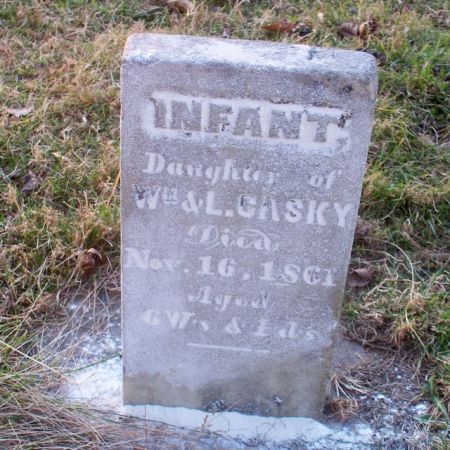 INFANT,
Daughter of
Wm & L. CASKY
Died
Nov. 16, 1861
Aged
6 Ws & 1 ds